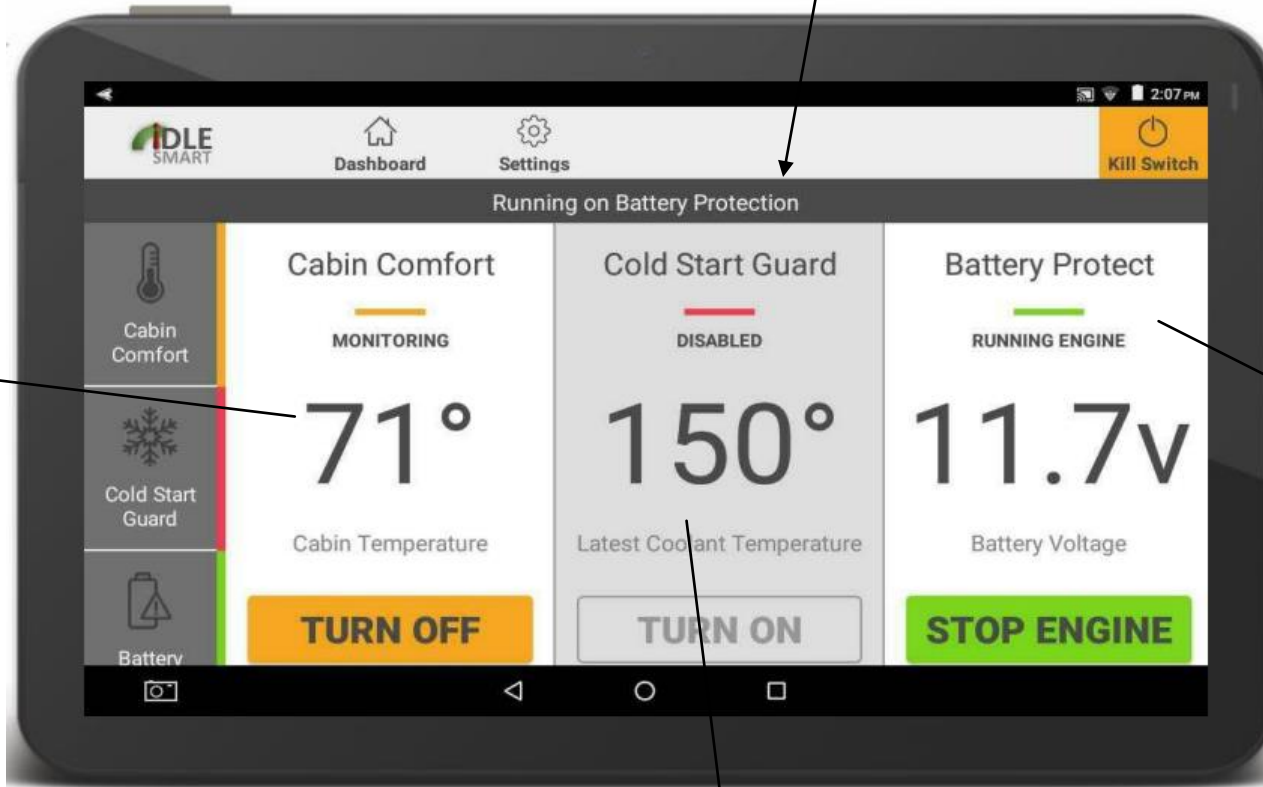 2:07 PM
iDLE
SMART
Dashboard
Settings
Kill Switch
Running on Battery Protection
Cabin
Comfort
Cold Start
Guard
Battery
Cabin Comfort
MONITORING
71°
Cabin Temperature
TURN OFF
Cold Start Guard
DISABLED
150°
Latest Coolant Temperature
TURN ON
Battery Protect
RUNNING ENGINE
11.7v
Battery Voltage
STOP ENGINE